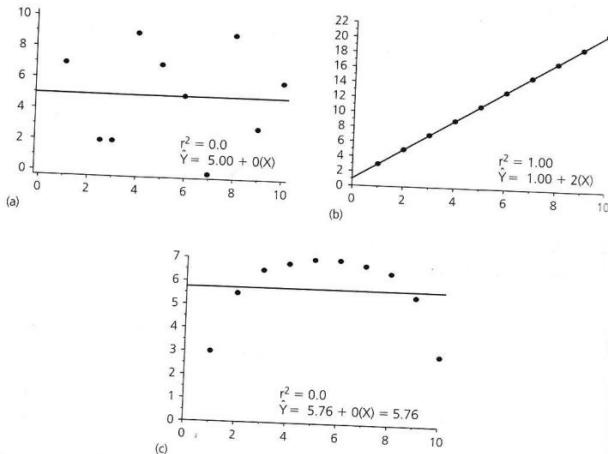 10
8
6
4
2
0
0 2 4 6 8 10
r² = 0.0
Ŷ = 5.00 + 0(X)
(a)
22
20
18
16
14
12
10
8
6
4
2
0
0 2 4 6 8 10
r² = 1.00
Ŷ = 1.00 + 2(X)
(b)
7
6
5
4
3
2
1
0
0 2 4 6 8 10
r² = 0.0
Ŷ = 5.76 + 0(X) = 5.76
(c)